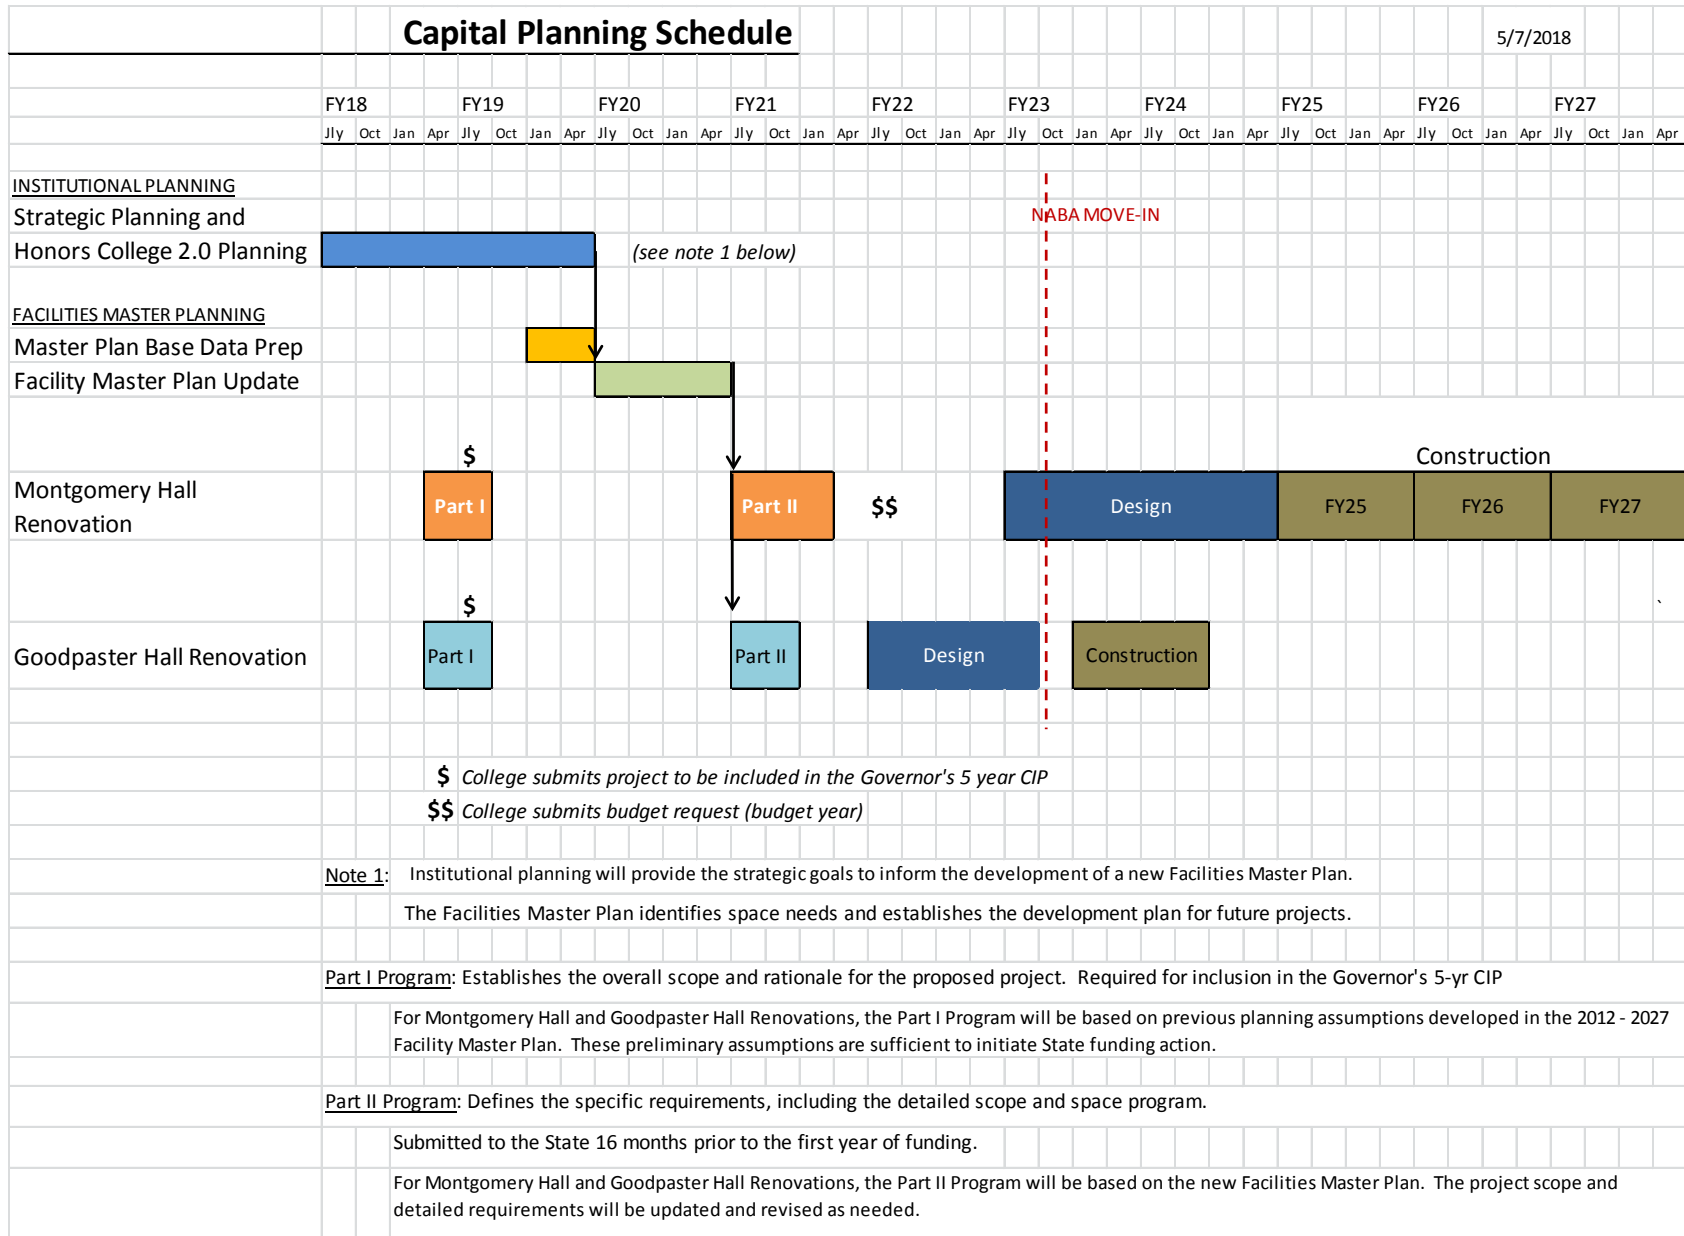 Capital Planning Schedule
5/7/2018
FY18 FY19 FY20 FY21 FY22 FY23 FY24 FY25 FY26 FY27
Jly Oct Jan Apr Jly Oct Jan Apr Jly Oct Jan Apr Jly Oct Jan Apr Jly Oct Jan Apr Jly Oct Jan Apr Jly Oct Jan Apr Jly Oct Jan Apr Jly Oct Jan Apr Jly Oct Jan Apr
INSTITUTIONAL PLANNING
Strategic Planning and
NABA MOVE-IN
Honors College 2.0 Planning
(see note 1 below)
FACILITIES MASTER PLANNING
Master Plan Base Data Prep
Facility Master Plan Update
$
Construction
Montgomery Hall
Renovation
Part I
Part II
$$
Design
FY25
FY26
FY27
$
`
Goodpaster Hall Renovation
Part I
Part II
Design
Construction
$ College submits project to be included in the Governor's 5 year CIP
$$ College submits budget request (budget year)
Note 1: Institutional planning will provide the strategic goals to inform the development of a new Facilities Master Plan.
The Facilities Master Plan identifies space needs and establishes the development plan for future projects.
Part I Program: Establishes the overall scope and rationale for the proposed project. Required for inclusion in the Governor's 5-yr CIP
For Montgomery Hall and Goodpaster Hall Renovations, the Part I Program will be based on previous planning assumptions developed in the 2012 - 2027
Facility Master Plan. These preliminary assumptions are sufficient to initiate State funding action.
Part II Program: Defines the specific requirements, including the detailed scope and space program.
Submitted to the State 16 months prior to the first year of funding.
For Montgomery Hall and Goodpaster Hall Renovations, the Part II Program will be based on the new Facilities Master Plan. The project scope and
detailed requirements will be updated and revised as needed.